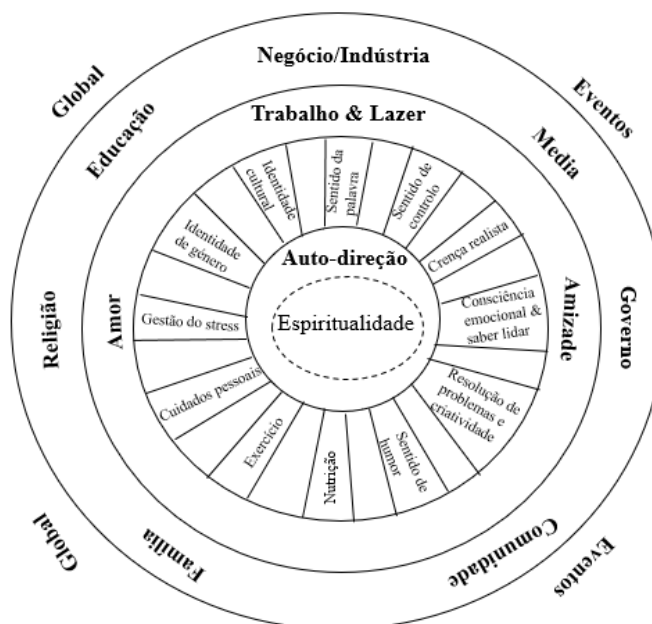 Negócio/Indústria
Global
Eventos
Educação
Media
Trabalho & Lazer
Identidade
cultural
Sentido da
palavra
Sentido de
controlo
Identidade
de género
Crença realista
Auto-direção
Espiritualidade
Gestão do stress
Consciência
emocional &
saber lidar
Religião
Amor
Amizade
Governo
Cuidados pessoais
Resolução de
problemas e
criatividade
Exercício
Nutrição
Sentido de
humor
Global
Família
Comunidade
Eventos